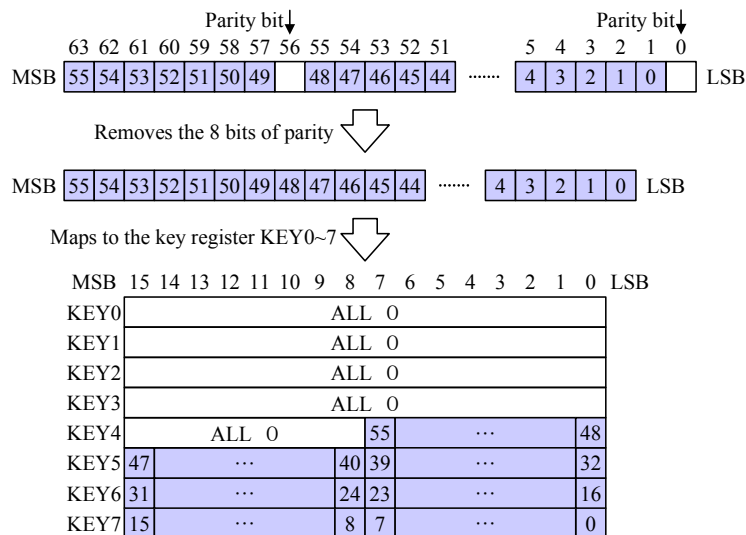 Parity bit Parity bit
63 62 61 60 59 58 57 56 55 54 53 52 51 5 4 3 2 1 0
MSB 55 54 53 52 51 50 49 48 47 46 45 44 ······· 4 3 2 1 0 LSB
Removes the 8 bits of parity
MSB 55 54 53 52 51 50 49 48 47 46 45 44 ······· 4 3 2 1 0 LSB
Maps to the key register KEY0~7
MSB 15 14 13 12 11 10 9 8 7 6 5 4 3 2 1 0 LSB
KEY0 ALL 0
KEY1 ALL 0
KEY2 ALL 0
KEY3 ALL 0
KEY4 ALL 0 55 ··· 48
KEY5 47 ··· 40 39 ··· 32
KEY6 31 ··· 24 23 ··· 16
KEY7 15 ··· 8 7 ··· 0